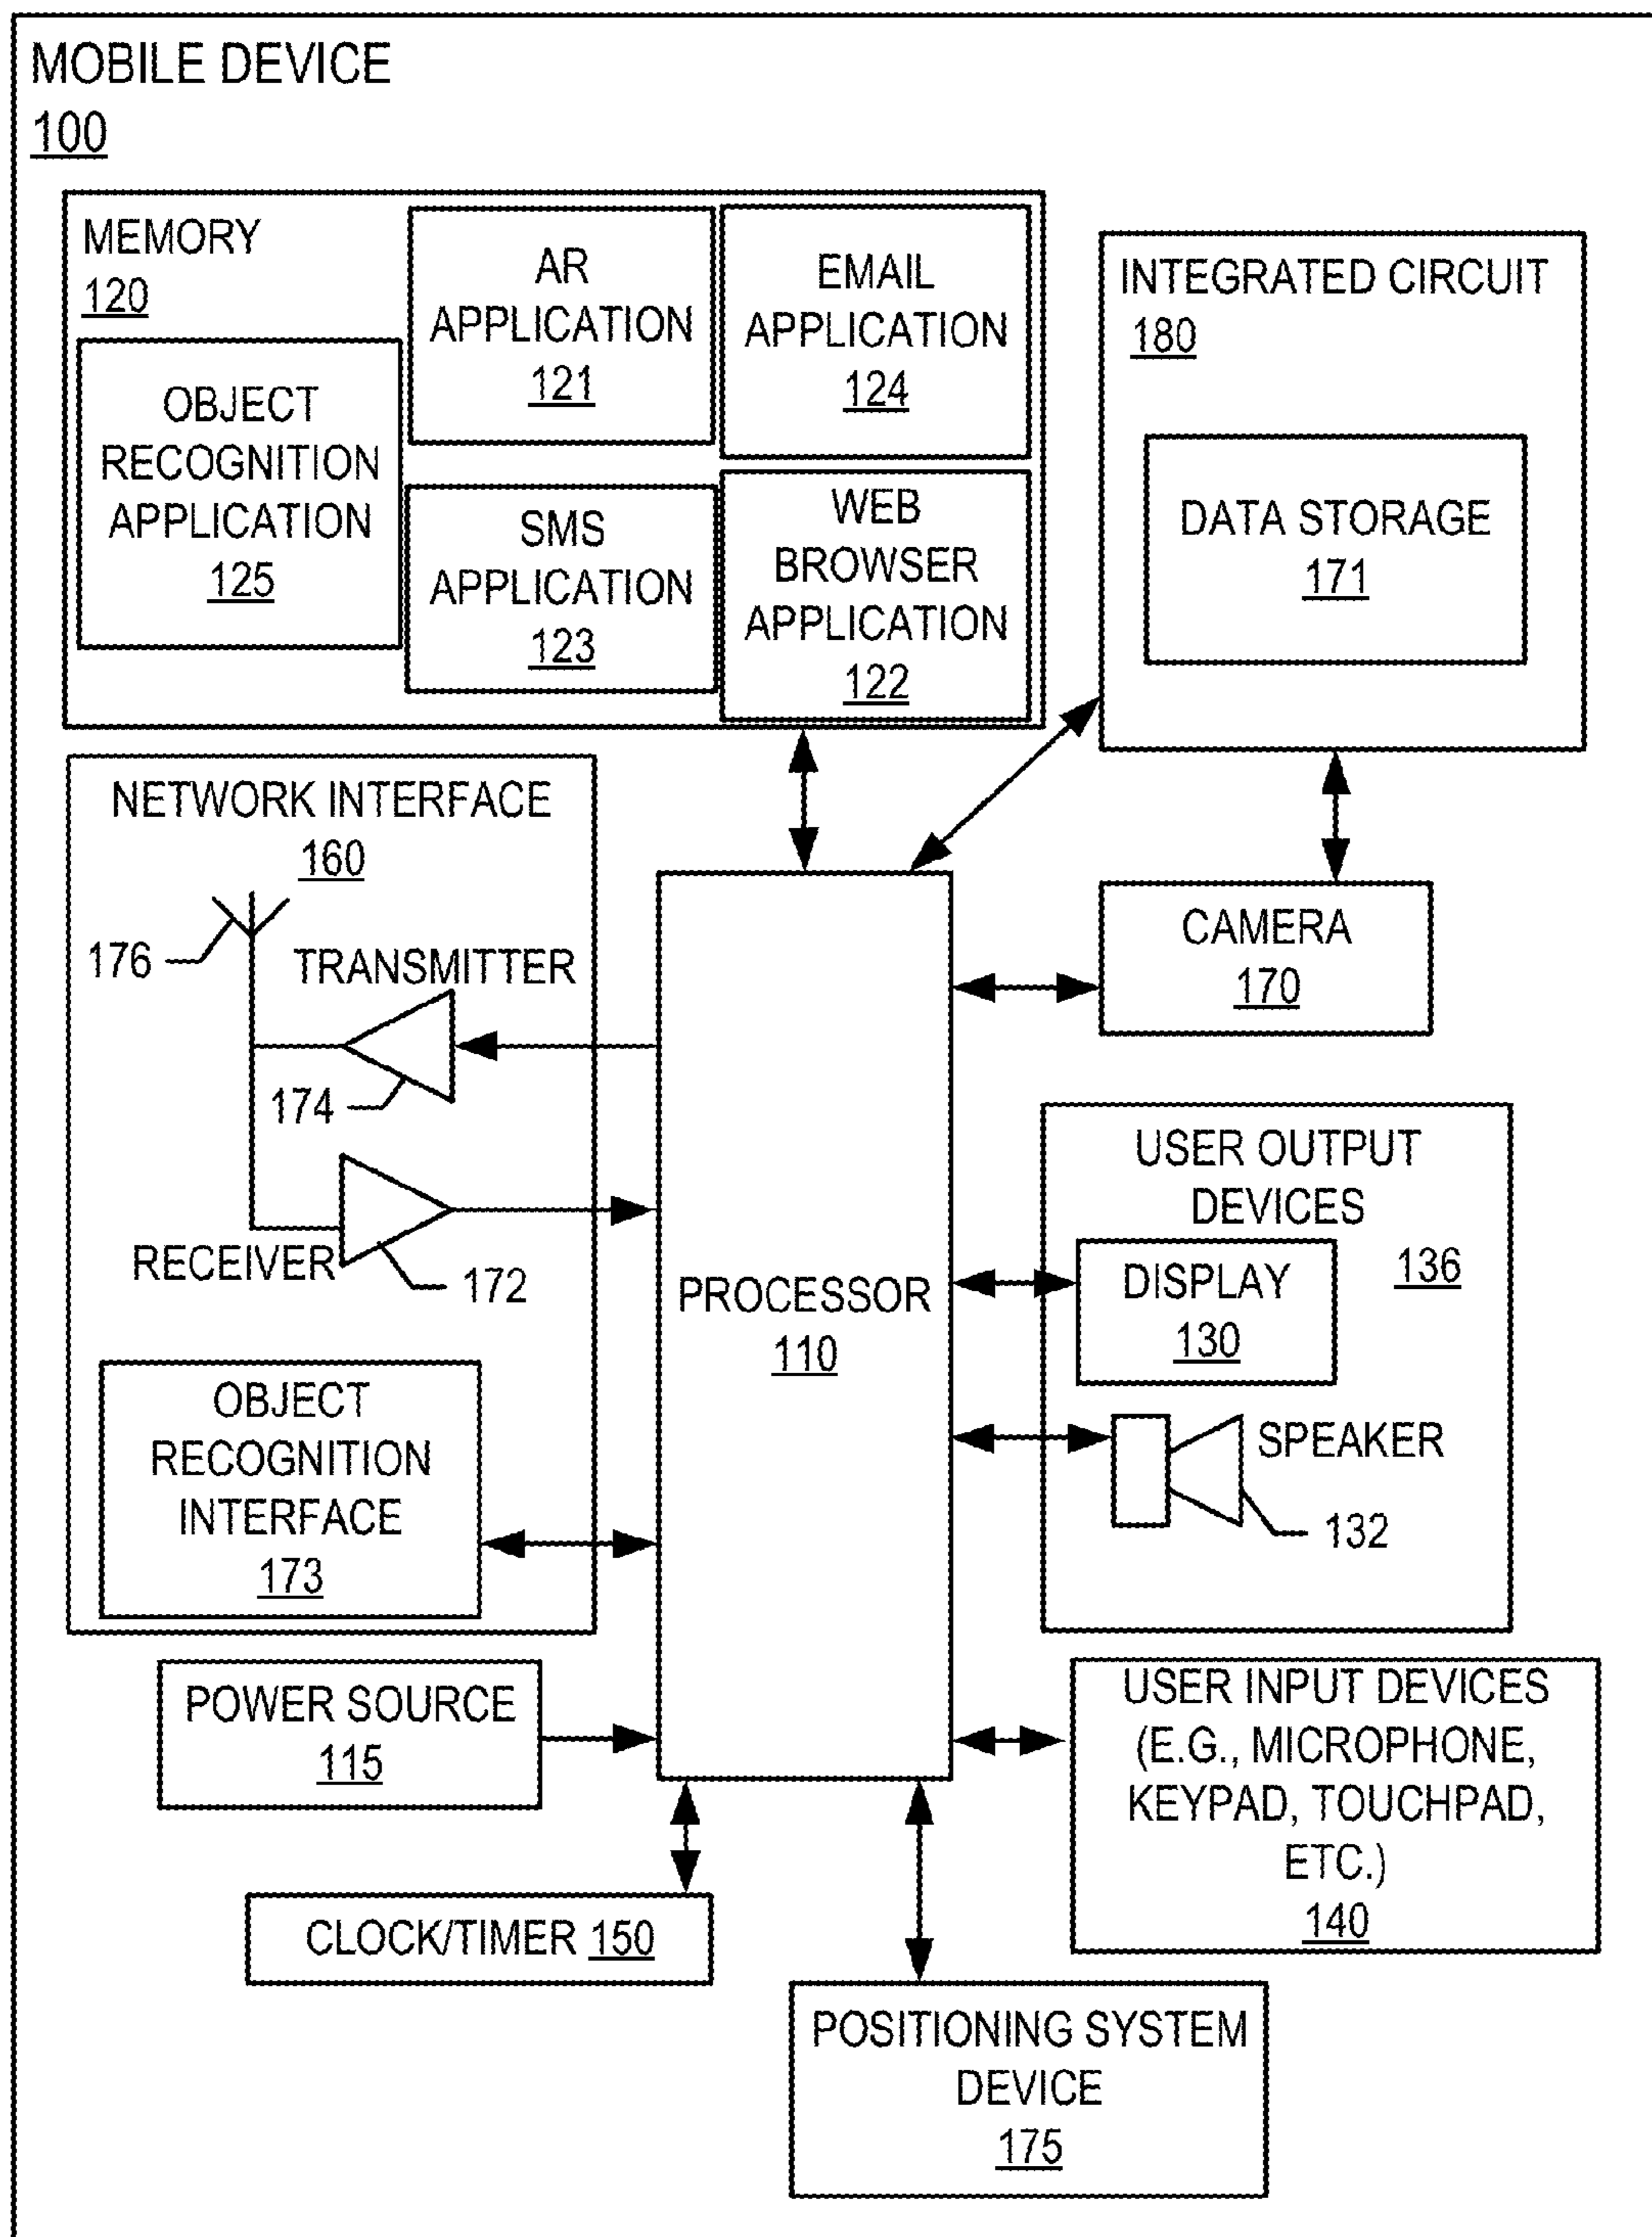 MOBILE DEVICE
100
MEMORY
120
OBJECT
RECOGNITION
APPLICATION
125
AR
APPLICATION
121
SMS
APPLICATION
123
EMAIL
APPLICATION
124
WEB
BROWSER
APPLICATION
122
INTEGRATED CIRCUIT
180
DATA STORAGE
171
NETWORK INTERFACE
160
176
TRANSMITTER
174
RECEIVER
172
OBJECT
RECOGNITION
INTERFACE
173
PROCESSOR
110
CAMERA
170
USER OUTPUT
DEVICES
136
DISPLAY
130
SPEAKER
132
POWER SOURCE
115
USER INPUT DEVICES
(E.G., MICROPHONE,
KEYPAD, TOUCHPAD,
ETC.)
140
CLOCK/TIMER 150
POSITIONING SYSTEM
DEVICE
175